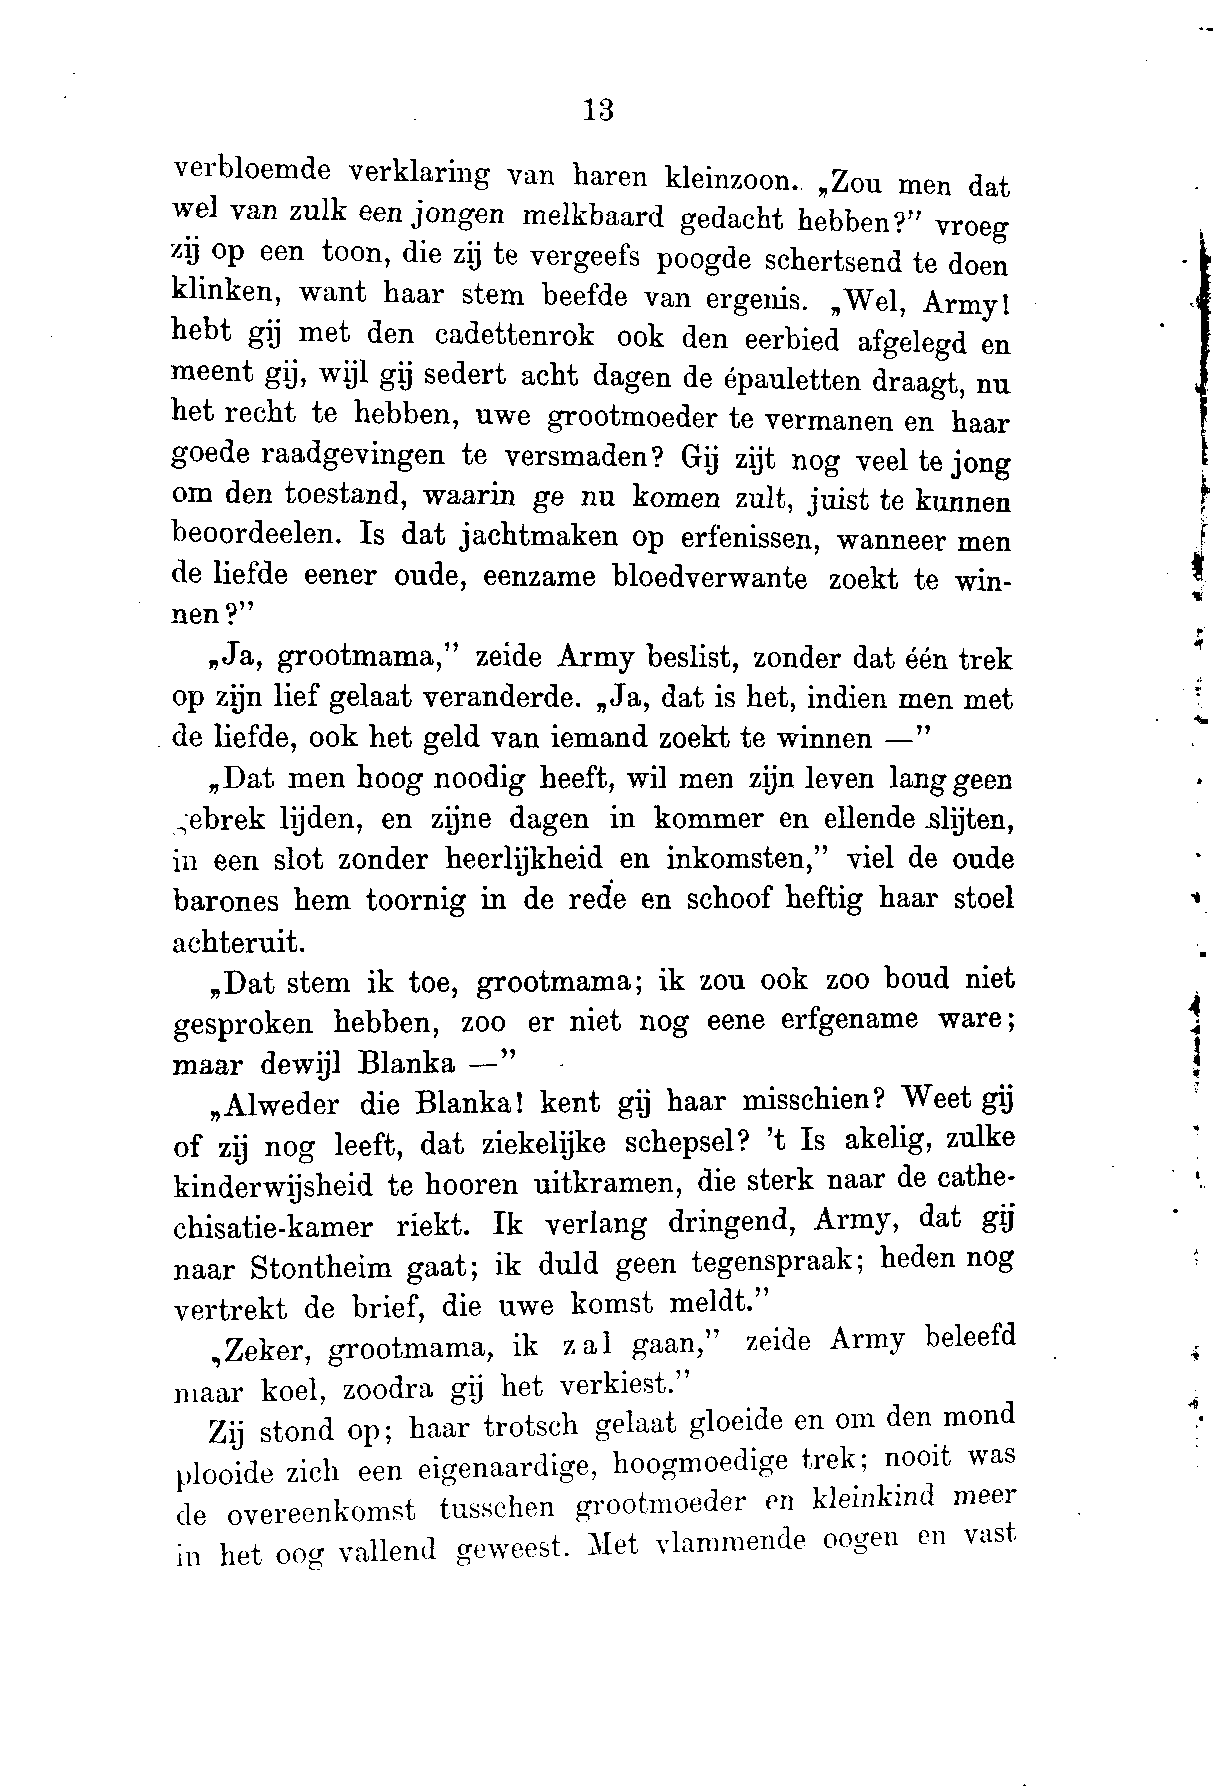 13
verbloemde verklaring van haren kleinzoon. „Zou men dat
wel van zulk een jongen melkbaard gedacht hebben?” vroeg
zij op een toon, die zij te vergeefs poogde schertsend te doen
klinken, want haar stem beefde van ergenis. „Wel, Army!
hebt gij met den cadettenrok ook den eerbied afgelegd en
meent gij, wijl gij sedert acht dagen de épauletten draagt, nu
het recht te hebben, uwe grootmoeder te vermanen en haar
goede raadgevingen te versmaden? Gij zijt nog veel te jong
om den toestand, waarin ge nu komen zult, juist te kunnen
beoordeelen. Is dat jachtmaken op erfenissen, wanneer men
de liefde eener oude, eenzame bloedverwante zoekt te win-
nen?”
„Ja, grootmama,” zeide Army beslist, zonder dat één trek
op zijn lief gelaat veranderde. „Ja, dat is het, indien men met
de liefde, ook het geld van iemand zoekt te winnen —”
„Dat men hoog noodig heeft, wil men zijn leven lang geen
gebrek lijden, en zijne dagen in kommer en ellende slijten,
in een slot zonder heerlijkheid en inkomsten,” viel de oude
barones hem toornig in de rede en schoof heftig haar stoel
achteruit.
„Dat stem ik toe, grootmama; ik zou ook zoo boud niet
gesproken hebben, zoo er niet nog eene erfgename ware;
maar dewijl Blanka —”
„Alweder die Blanka! kent gij haar misschien? Weet gij
of zij nog leeft, dat ziekelijke schepsel? 't Is akelig, zulke
kinderwijsheid te hooren uitkramen, die sterk naar de cathe-
chisatie-kamer riekt. Ik verlang dringend, Army, dat gij
naar Stontheim gaat; ik duld geen tegenspraak; heden nog
vertrekt de brief, die uwe komst meldt.”
„Zeker, grootmama, ik zal gaan,” zeide Army beleefd
maar koel, zoodra gij het verkiest.”
Zij stond op; haar trotsch gelaat gloeide en om den mond
plooide zich een eigenaardige, hoogmoedige trek; nooit was
de overeenkomst tusschen grootmoeder en kleinkind meer
in het oog vallend geweest. Met vlammende oogen en vast